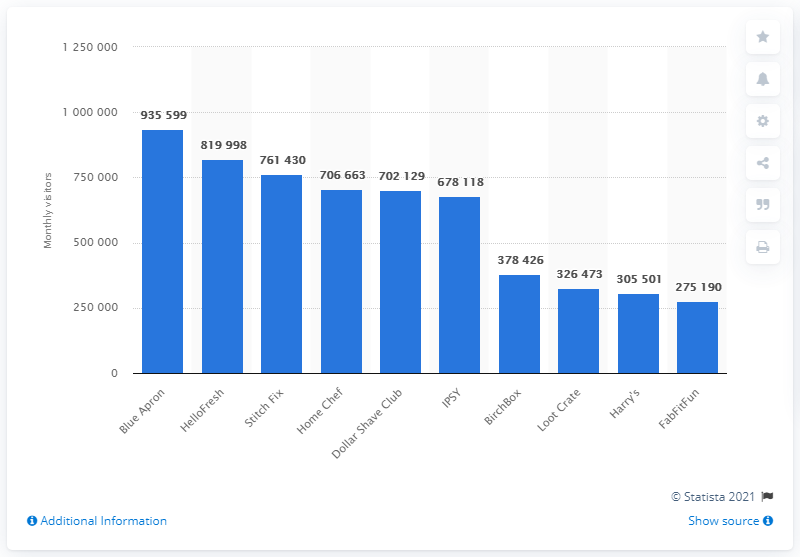 1 250 000
1 000 000
750 000
500 000
250 000
0
Monthly visitors
935 599
819 998
761 430
706 663
702 129
678 118
378 426
326 473
305 501
275 190
Blue Apron
HelloFresh
Stitch Fix
Home Chef
Dollar Shave Club
IPSY
BirchBox
Loot Crate
Harry's
FabFitFun
© Statista 2021
Additional Information
Show source